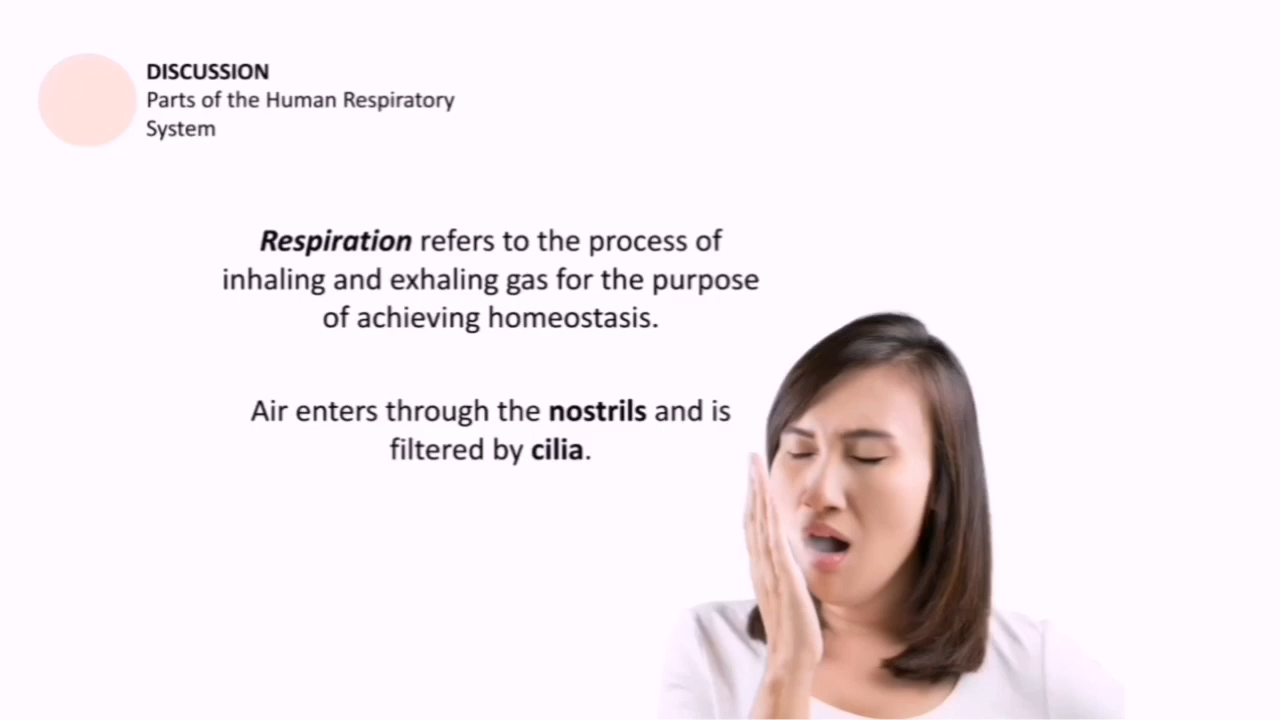 DISCUSSION
Parts of the Human Respiratory
System
Respiration refers to the process of
inhaling and exhaling gas for the purpose
of achieving homeostasis.
Air enters through the nostrils and is
filtered by cilia.